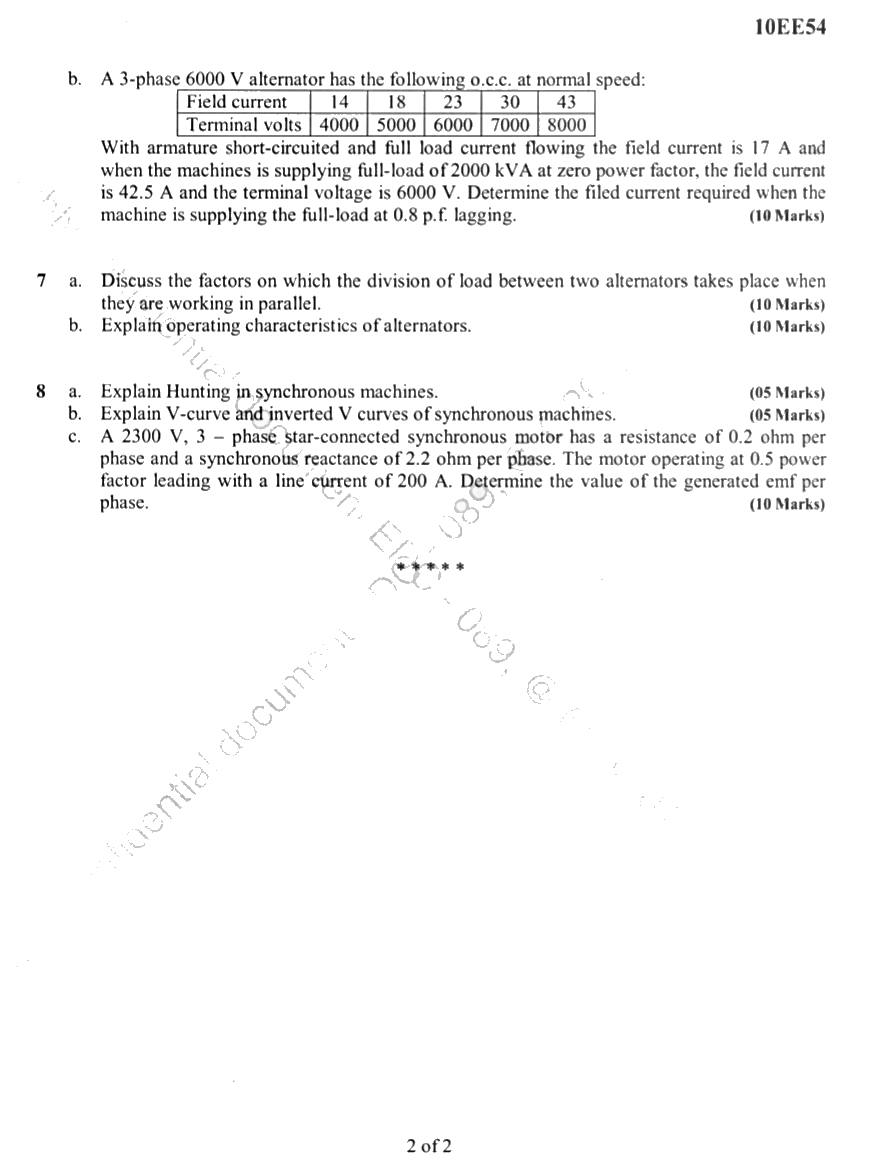 10EE54
b. A 3-phase 6000 V alternator has the following o.c.c. at normal speed:
Field current 14 18 23 30 43
Terminal volts 4000 5000 6000 7000 8000
With armature short-circuited and full load current flowing the field current is 17 A and
when the machines is supplying full-load of 2000 kVA at zero power factor, the field current
is 42.5 A and the terminal voltage is 6000 V. Determine the filed current required when the
machine is supplying the full-load at 0.8 p.f. lagging. (10 Marks)
7 a. Discuss the factors on which the division of load between two alternators takes place when
they are working in parallel. (10 Marks)
b. Explain operating characteristics of alternators. (10 Marks)
8 a. Explain Hunting in synchronous machines. (05 Marks)
b. Explain V-curve and inverted V curves of synchronous machines. (05 Marks)
c. A 2300 V, 3 – phase star-connected synchronous motor has a resistance of 0.2 ohm per
phase and a synchronous reactance of 2.2 ohm per phase. The motor operating at 0.5 power
factor leading with a line current of 200 A. Determine the value of the generated emf per
phase. (10 Marks)
* * * * *
089,
- 089, @
document
2 of 2